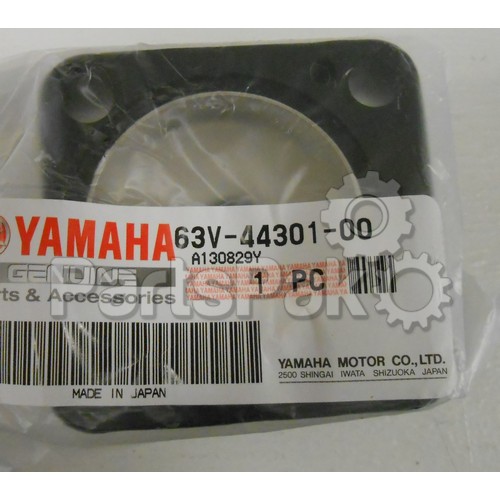 YAMAHA 63V-44301-00
A130829Y
GENUINE
1 PC
rts & Accessories
PartsPak
YAMAHA MOTOR CO., LTD.
2500 SHINGAI IWATA SHIZUOKA JAPAN
MADE IN JAPAN